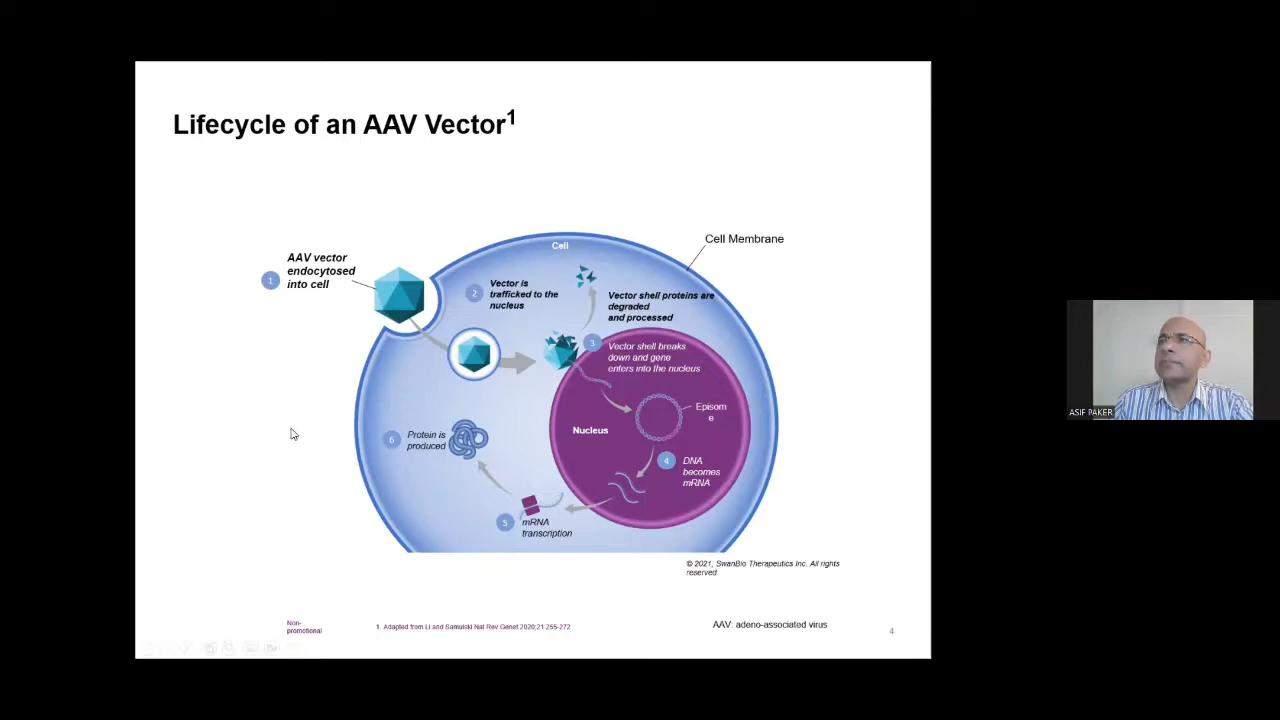 Lifecycle of an AAV Vector1
Cell
Cell Membrane
1
AAV vector
endocytosed
into cell
2
Vector is
trafficked to the
nucleus
Vector shell proteins are
degraded
and processed
3
Vector shell breaks
down and gene
enters into the nucleus
Episom
e
Nucleus
4
DNA
becomes
mRNA
5
mRNA
transcription
6
Protein is
produced
© 2021, SwanBio Therapeutics Inc. All rights
reserved.
Non-
promotional
1. Adapted from Li and Samulski Nat Rev Genet 2020;21:255-272
AAV: adeno-associated virus
4
ASIF PAKER